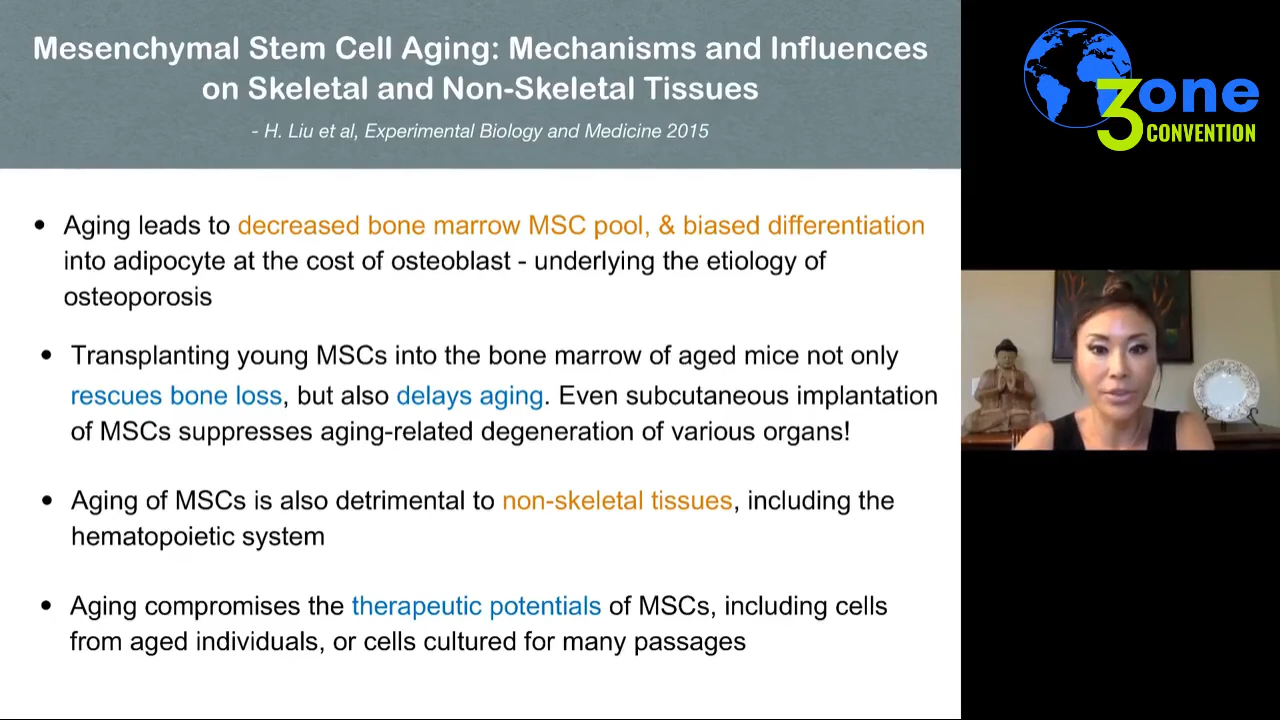 Mesenchymal Stem Cell Aging: Mechanisms and Influences
on Skeletal and Non-Skeletal Tissues
- H. Liu et al, Experimental Biology and Medicine 2015
• Aging leads to decreased bone marrow MSC pool, & biased differentiation
into adipocyte at the cost of osteoblast - underlying the etiology of
osteoporosis
• Transplanting young MSCs into the bone marrow of aged mice not only
rescues bone loss, but also delays aging. Even subcutaneous implantation
of MSCs suppresses aging-related degeneration of various organs!
• Aging of MSCs is also detrimental to non-skeletal tissues, including the
hematopoietic system
• Aging compromises the therapeutic potentials of MSCs, including cells
from aged individuals, or cells cultured for many passages
3one
CONVENTION